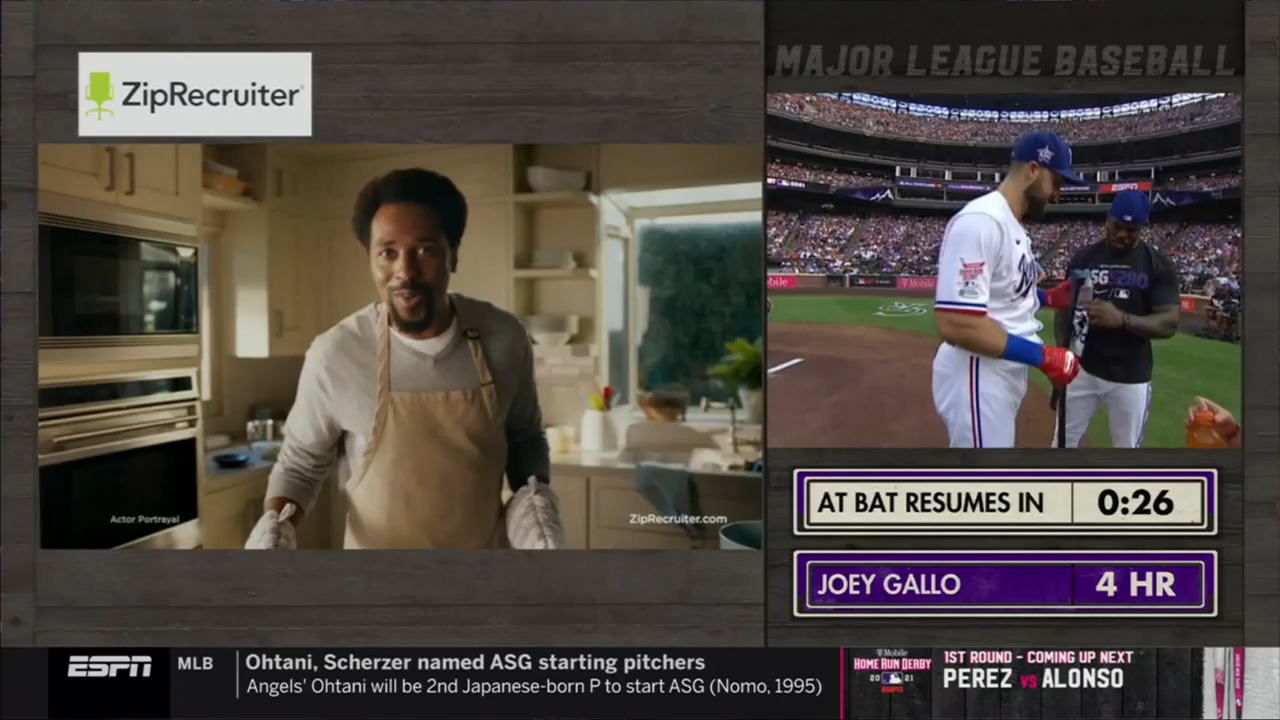 ZipRecruiter
Actor Portrayal
ZipRecruiter.com
MAJOR LEAGUE BASEBALL
AT BAT RESUMES IN 0:26
JOEY GALLO 4 HR
ESPN
MLB
Ohtani, Scherzer named ASG starting pitchers
Angels' Ohtani will be 2nd Japanese-born P to start ASG (Nomo, 1995)
T Mobile
HOME RUN DERBY
2021
ESPN
1ST ROUND - COMING UP NEXT
PEREZ vs ALONSO